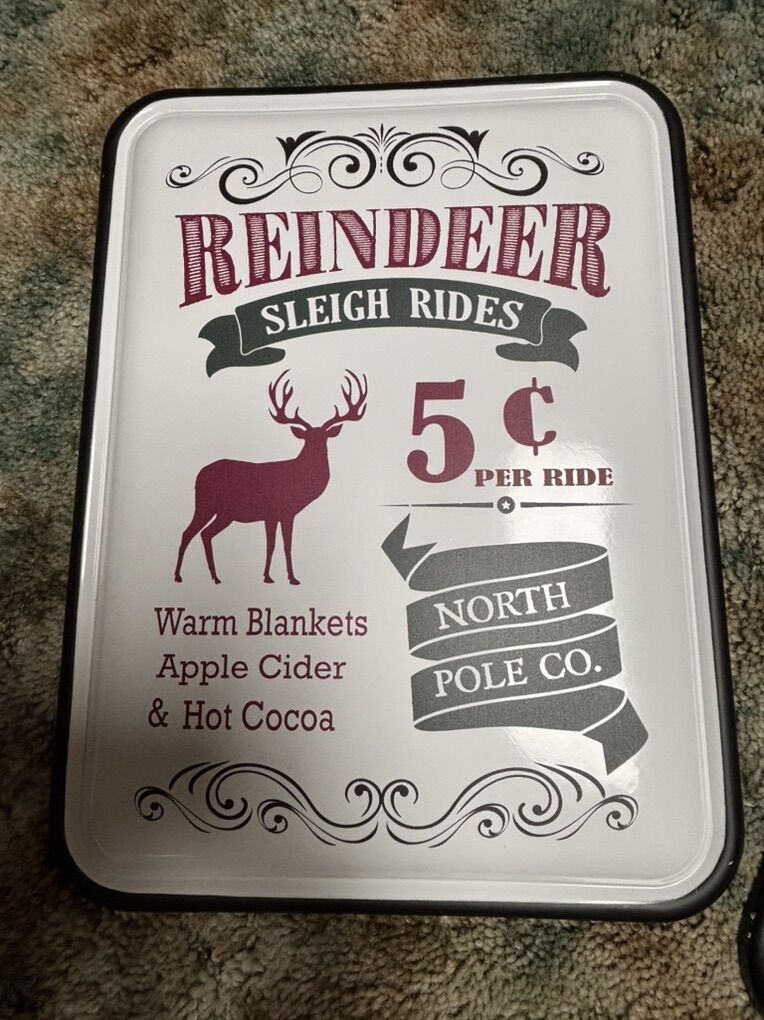 REINDEER
SLEIGH RIDES
5¢
PER RIDE
NORTH
POLE CO.
Warm Blankets
Apple Cider
& Hot Cocoa